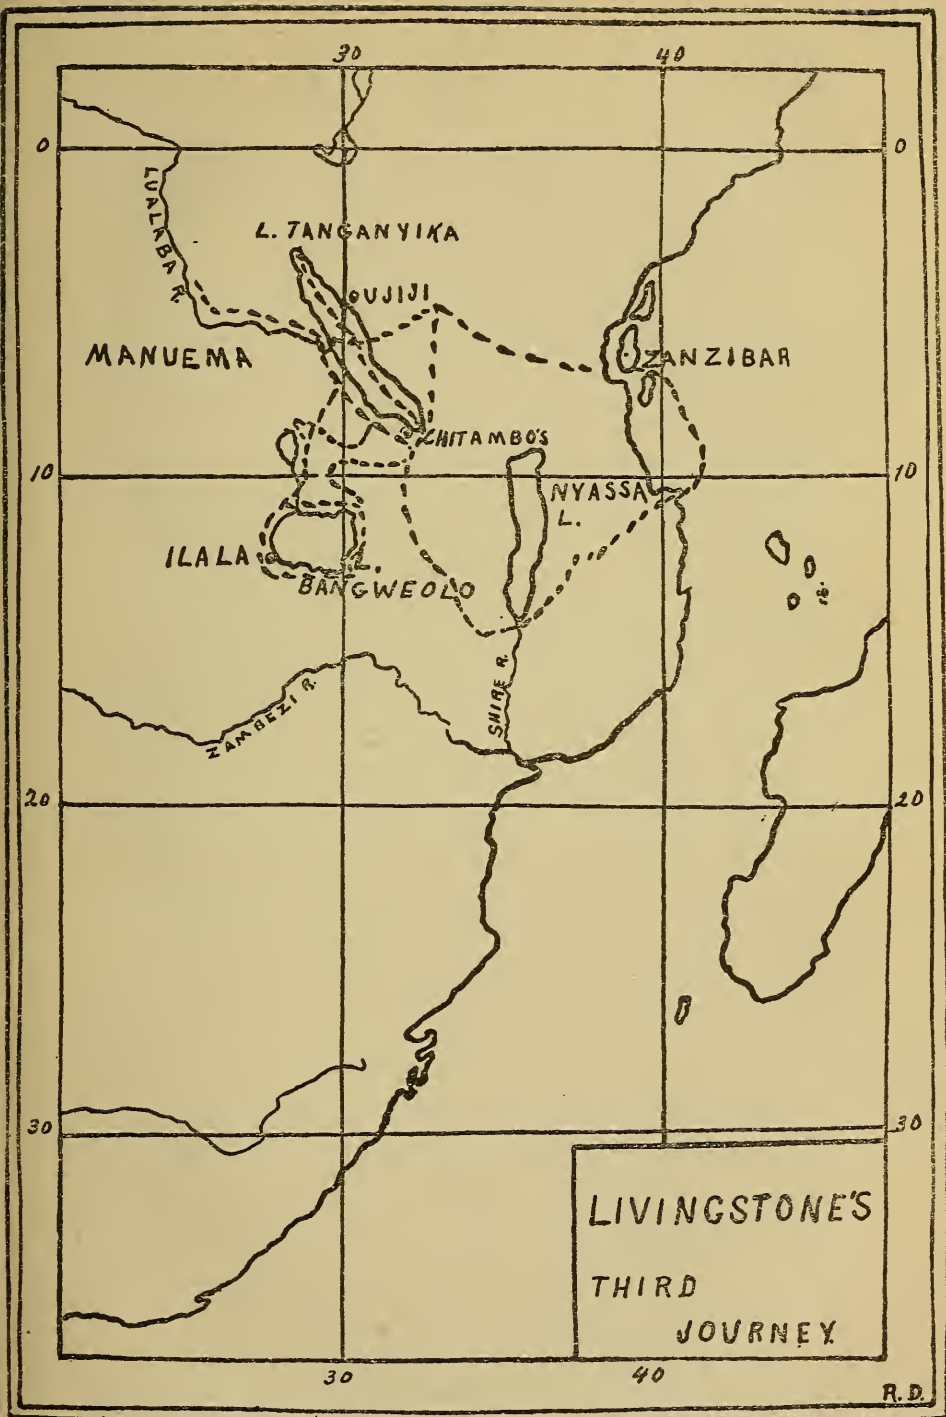 30 40
0 0
LUALABA R.
L. TANGANYIKA
OUJIJI
MANUEMA
ZANZIBAR
CHITAMBO'S
10 10
NYASSA
L.
ILALA
L.
BANGWEOLO
SHIRE R.
ZAMBEZI R.
20 20
30 30
LIVINGSTONE'S
THIRD
JOURNEY
30 40
R.D.